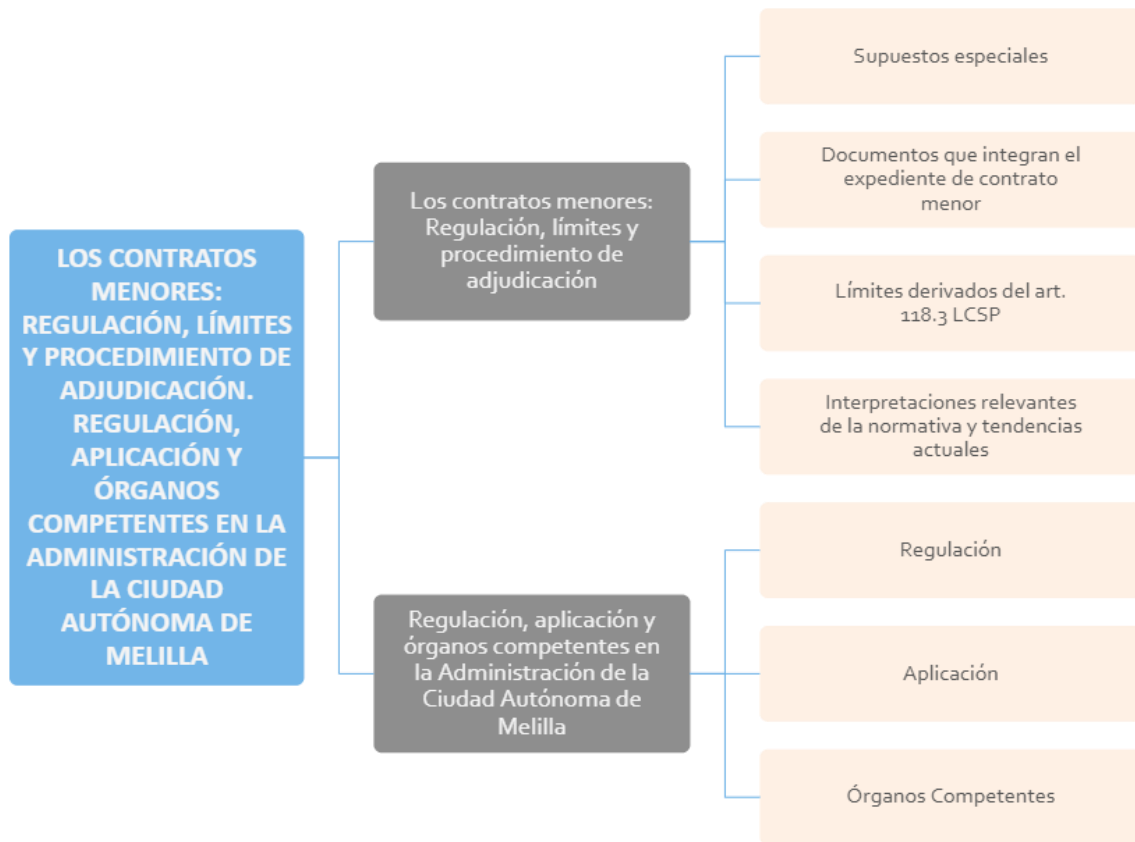 LOS CONTRATOS
MENORES:
REGULACIÓN, LÍMITES
Y PROCEDIMIENTO DE
ADJUDICACIÓN.
REGULACIÓN,
APLICACIÓN Y
ÓRGANOS
COMPETENTES EN LA
ADMINISTRACIÓN DE
LA CIUDAD
AUTÓNOMA DE
MELILLA
Los contratos menores:
Regulación, límites y
procedimiento de
adjudicación
Supuestos especiales
Documentos que integran el
expediente de contrato
menor
Límites derivados del art.
118.3 LCSP
Interpretaciones relevantes
de la normativa y tendencias
actuales
Regulación, aplicación y
órganos competentes en
la Administración de la
Ciudad Autónoma de
Melilla
Regulación
Aplicación
Órganos Competentes